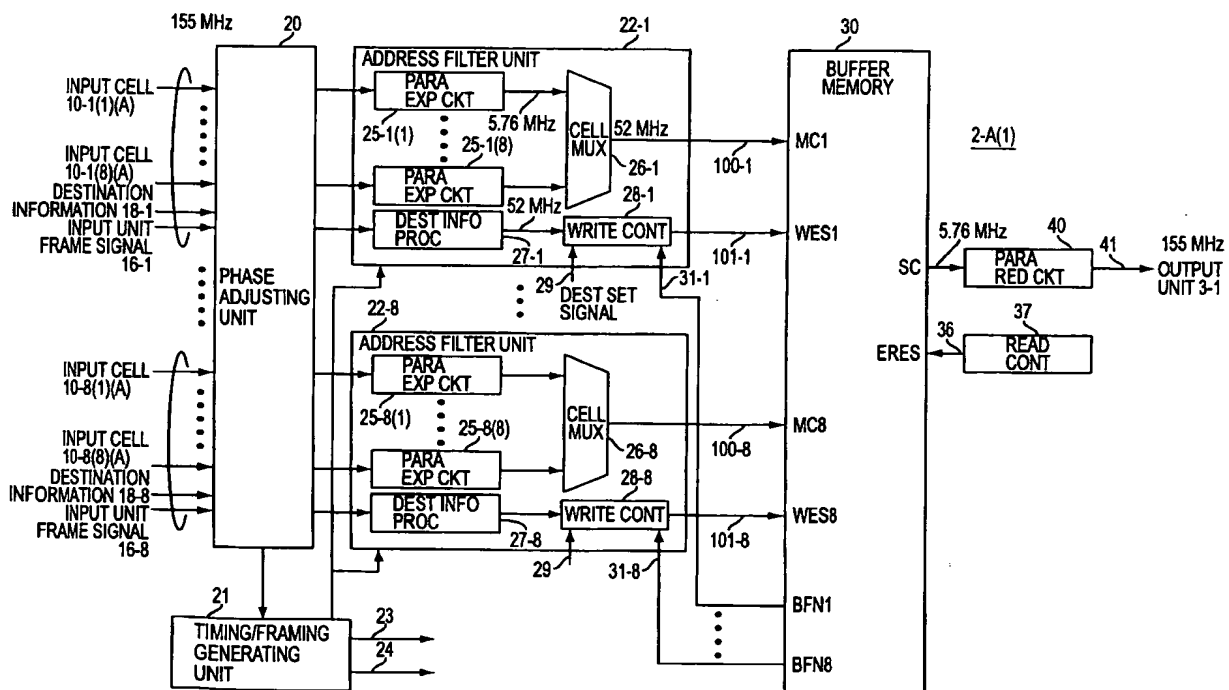 155 MHz
20
INPUT CELL
10-1(1)(A)
INPUT CELL
10-1(8)(A)
DESTINATION
INFORMATION 18-1
INPUT UNIT
FRAME SIGNAL
16-1
PHASE
ADJUSTING
UNIT
INPUT CELL
10-8(1)(A)
INPUT CELL
10-8(8)(A)
DESTINATION
INFORMATION 18-8
INPUT UNIT
FRAME SIGNAL
16-8
21
TIMING/FRAMING
GENERATING
UNIT
23
24
22-1
ADDRESS FILTER UNIT
PARA
EXP CKT
25-1(1)
5.76 MHz
25-1(8)
PARA
EXP CKT
CELL
MUX
26-1
52 MHz
DEST INFO
PROC
27-1
52 MHz
28-1
WRITE CONT
29
DEST SET
SIGNAL
31-1
100-1
101-1
22-8
ADDRESS FILTER UNIT
PARA
EXP CKT
25-8(1)
25-8(8)
PARA
EXP CKT
CELL
MUX
26-8
DEST INFO
PROC
27-8
28-8
WRITE CONT
29
31-8
100-8
101-8
30
BUFFER
MEMORY
MC1
WES1
SC
ERES
MC8
WES8
BFN1
BFN8
2-A(1)
5.76 MHz
40
PARA
RED CKT
41
155 MHz
OUTPUT
UNIT 3-1
36
37
READ
CONT